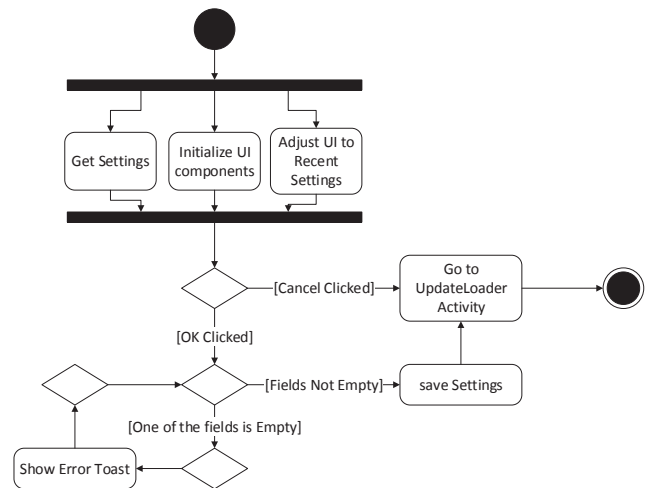 Get Settings
Initialize UI
components
Adjust UI to
Recent
Settings
[Cancel Clicked]
Go to
UpdateLoader
Activity
[OK Clicked]
[Fields Not Empty]
save Settings
[One of the fields is Empty]
Show Error Toast